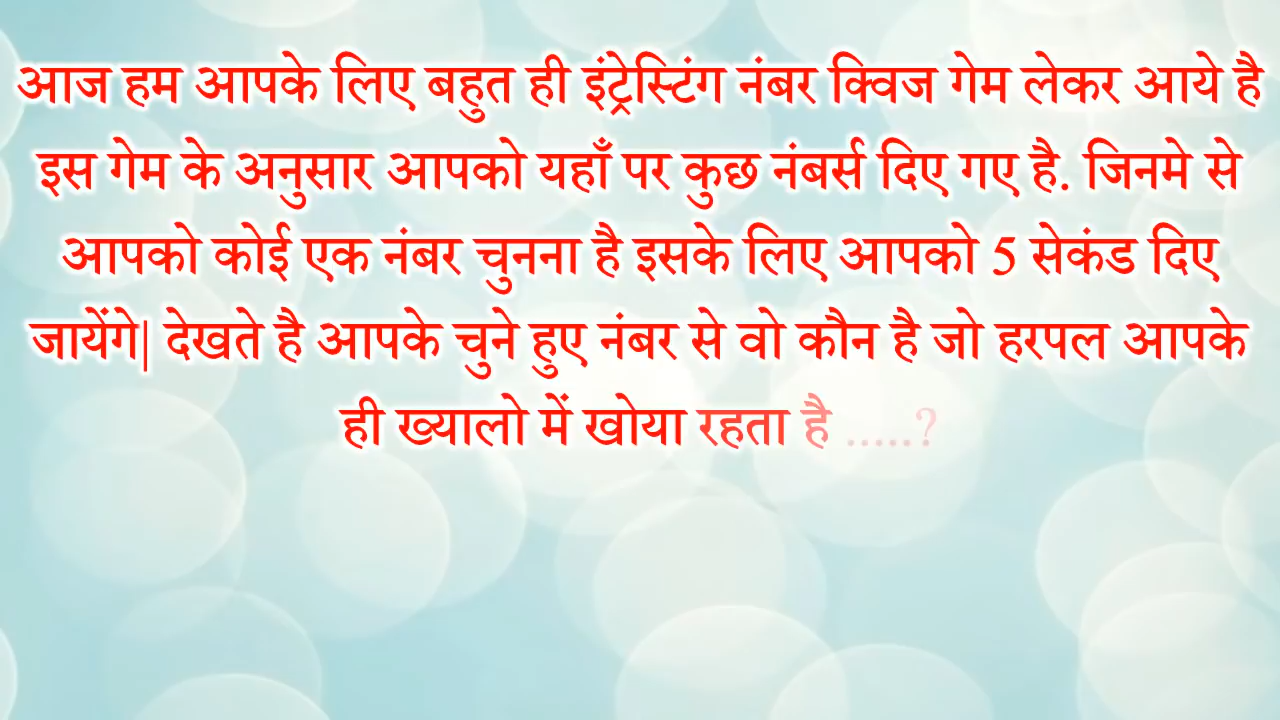 आज हम आपके लिए बहुत ही इंट्रेस्टिंग नंबर क्विज गेम लेकर आये है
इस गेम के अनुसार आपको यहाँ पर कुछ नंबर्स दिए गए है. जिनमे से
आपको कोई एक नंबर चुनना है इसके लिए आपको 5 सेकंड दिए
जायेंगे| देखते है आपके चुने हुए नंबर से वो कौन है जो हरपल आपके
ही ख्यालो में खोया रहता है .....?